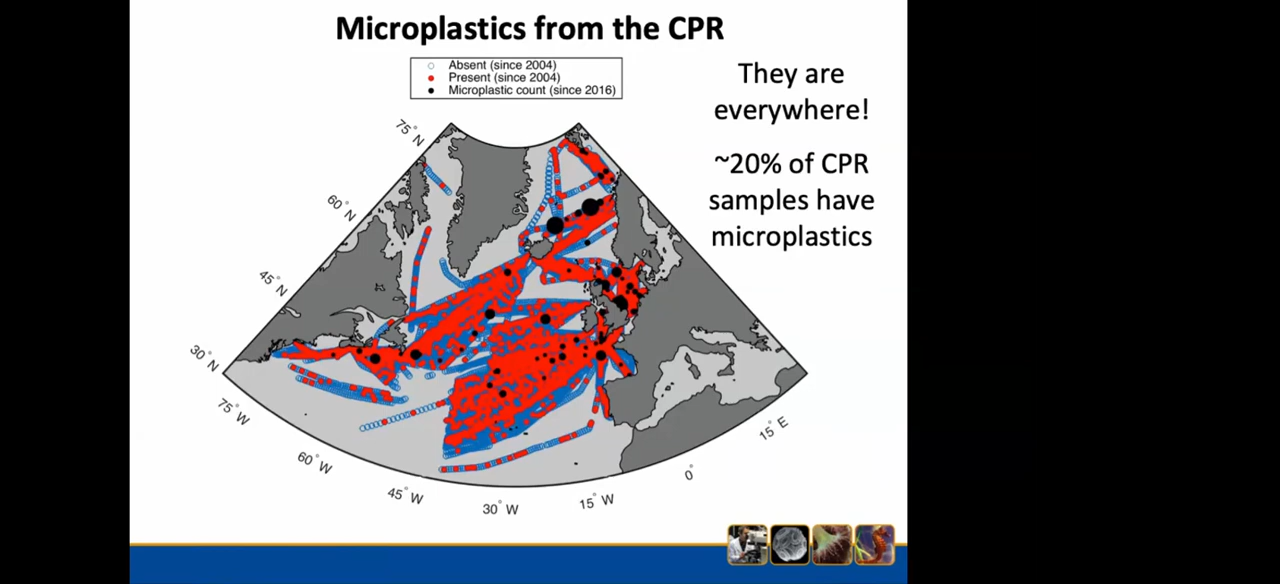 Microplastics from the CPR
Absent (since 2004)
Present (since 2004)
Microplastic count (since 2016)
They are
everywhere!
~20% of CPR
samples have
microplastics
75°N
60°N
45°N
30°N
75°W
60°W
45°W
30°W
15°W
0°
15°E